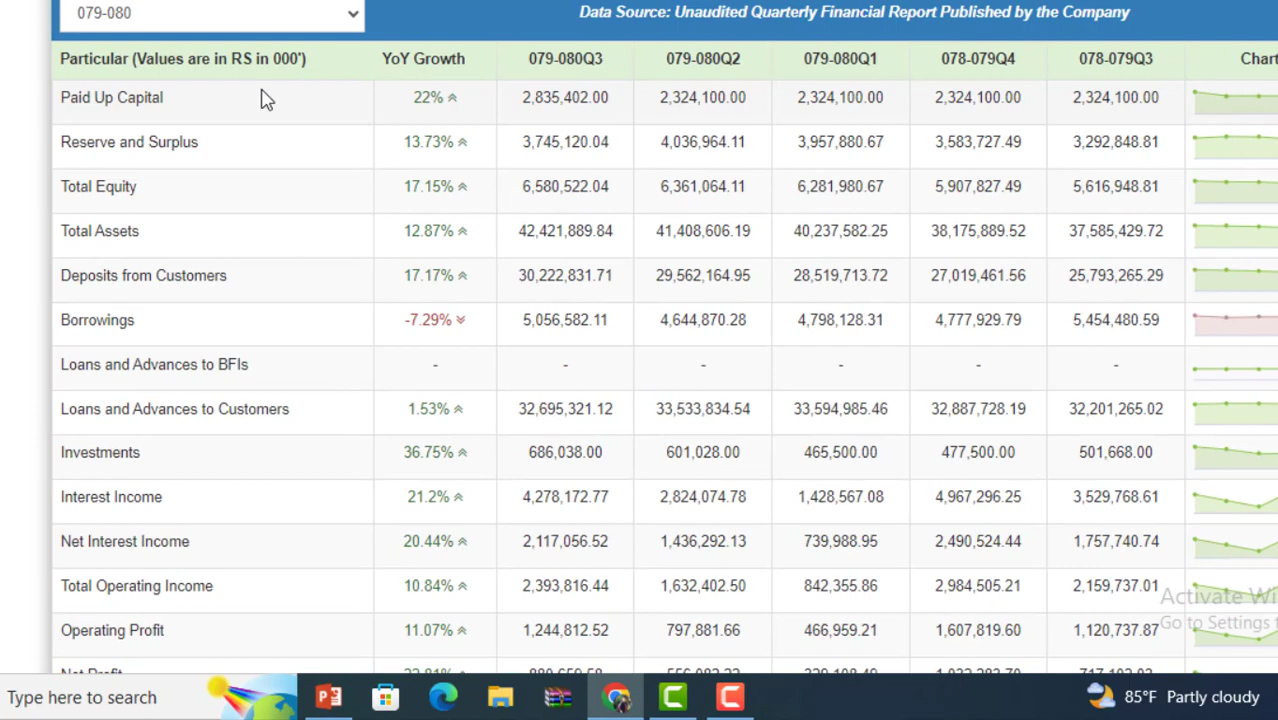 079-080
Data Source: Unaudited Quarterly Financial Report Published by the Company
Particular (Values are in RS in 000') YoY Growth 079-080Q3 079-080Q2 079-080Q1 078-079Q4 078-079Q3 Chart
Paid Up Capital 22% 2,835,402.00 2,324,100.00 2,324,100.00 2,324,100.00 2,324,100.00
Reserve and Surplus 13.73% 3,745,120.04 4,036,964.11 3,957,880.67 3,583,727.49 3,292,848.81
Total Equity 17.15% 6,580,522.04 6,361,064.11 6,281,980.67 5,907,827.49 5,616,948.81
Total Assets 12.87% 42,421,889.84 41,408,606.19 40,237,582.25 38,175,889.52 37,585,429.72
Deposits from Customers 17.17% 30,222,831.71 29,562,164.95 28,519,713.72 27,019,461.56 25,793,265.29
Borrowings -7.29% 5,056,582.11 4,644,870.28 4,798,128.31 4,777,929.79 5,454,480.59
Loans and Advances to BFIs - - - - - -
Loans and Advances to Customers 1.53% 32,695,321.12 33,533,834.54 33,594,985.46 32,887,728.19 32,201,265.02
Investments 36.75% 686,038.00 601,028.00 465,500.00 477,500.00 501,668.00
Interest Income 21.2% 4,278,172.77 2,824,074.78 1,428,567.08 4,967,296.25 3,529,768.61
Net Interest Income 20.44% 2,117,056.52 1,436,292.13 739,988.95 2,490,524.44 1,757,740.74
Total Operating Income 10.84% 2,393,816.44 1,632,402.50 842,355.86 2,984,505.21 2,159,737.01
Operating Profit 11.07% 1,244,812.52 797,881.66 466,959.21 1,607,819.60 1,120,737.87
Activate Wi
Go to Settings
Net Profit
Type here to search
85°F Partly cloudy